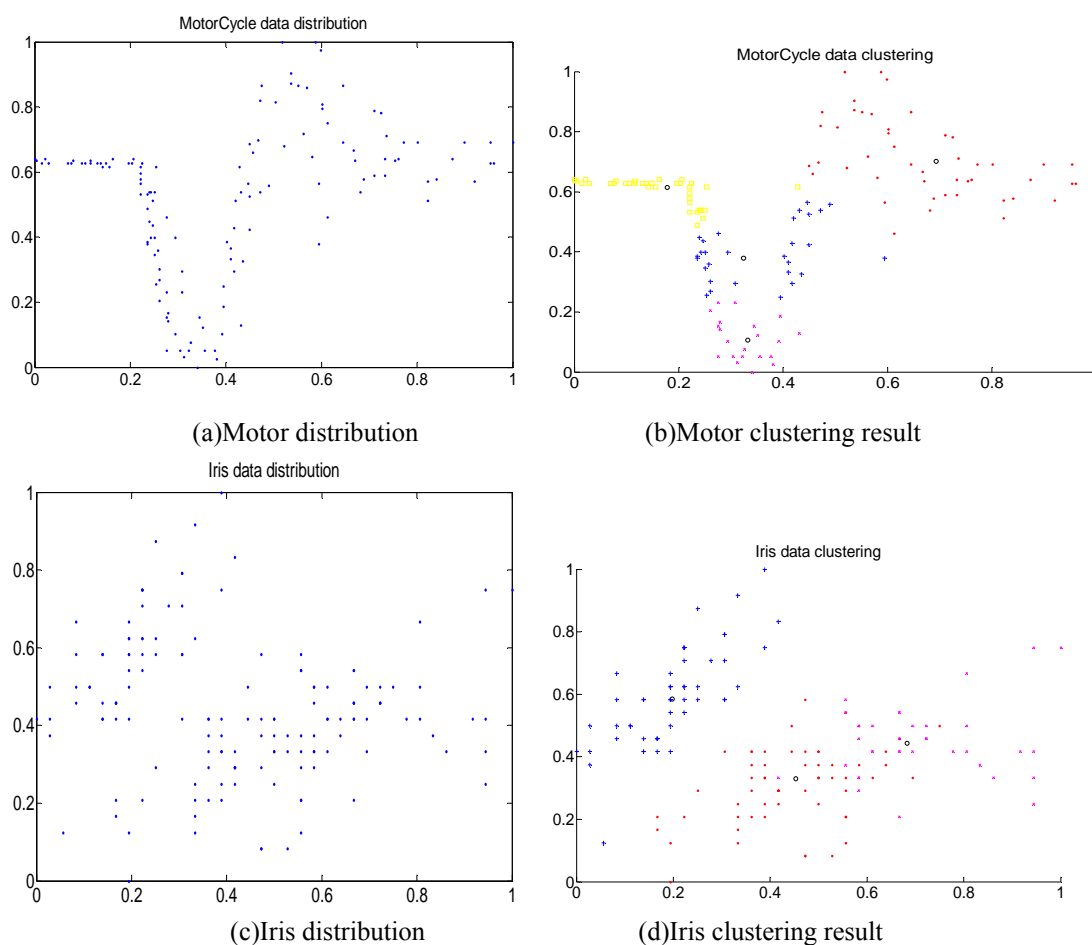 MotorCycle data distribution
1
0.8
0.6
0.4
0.2
0
0 0.2 0.4 0.6 0.8 1
(a)Motor distribution
MotorCycle data clustering
1
0.8
0.6
0.4
0.2
0
0.2 0.4 0.6 0.8
(b)Motor clustering result
Iris data distribution
1
0.8
0.6
0.4
0.2
0
0 0.2 0.4 0.6 0.8 1
(c)Iris distribution
Iris data clustering
1
0.8
0.6
0.4
0.2
0
0 0.2 0.4 0.6 0.8 1
(d)Iris clustering result